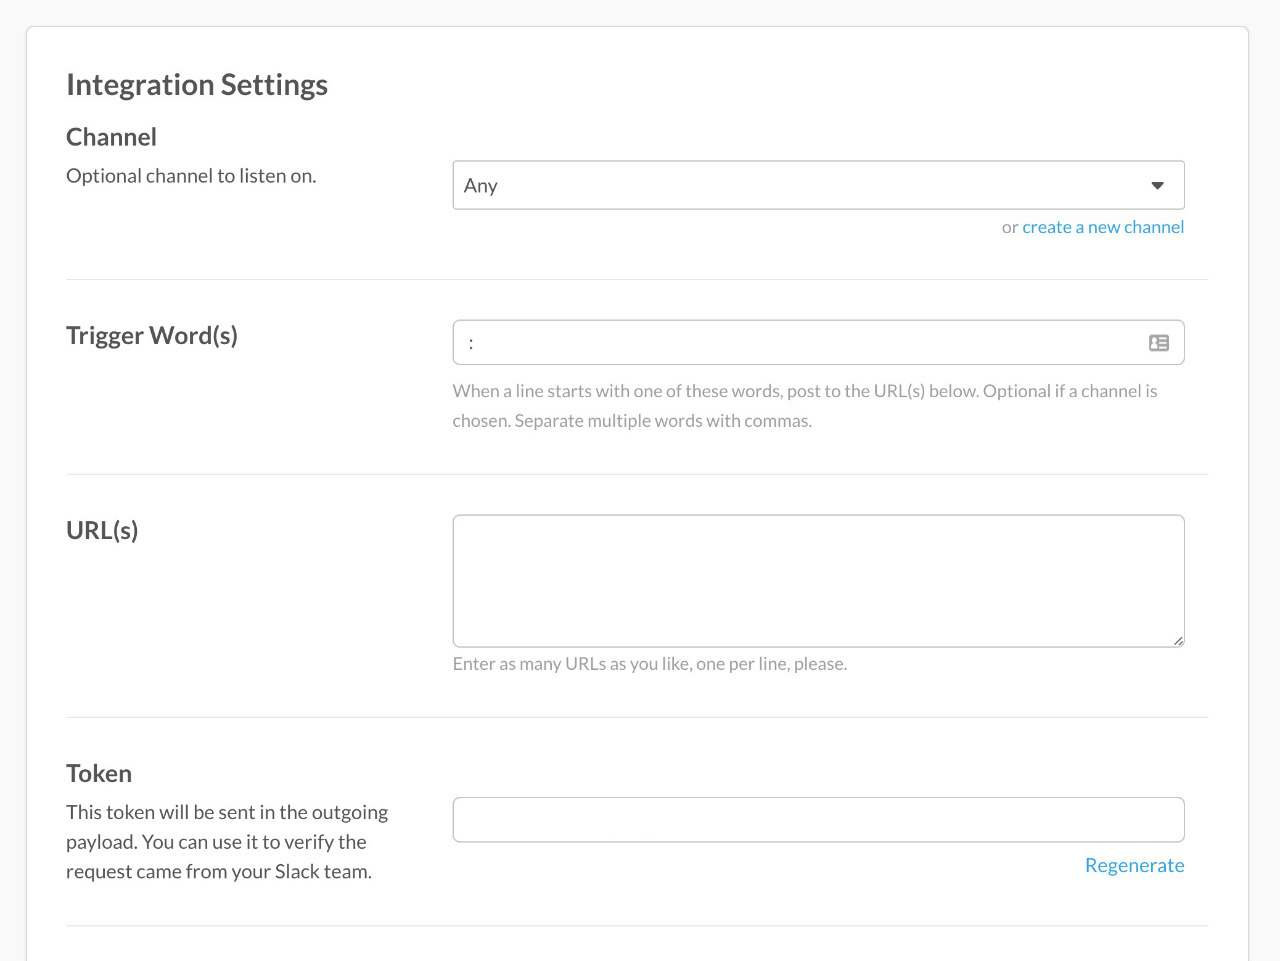 Integration Settings
Channel
Optional channel to listen on.
Any
or create a new channel
Trigger Word(s)
:
When a line starts with one of these words, post to the URL(s) below. Optional if a channel is
chosen. Separate multiple words with commas.
URL(s)
Enter as many URLs as you like, one per line, please.
Token
This token will be sent in the outgoing
payload. You can use it to verify the
request came from your Slack team.
Regenerate